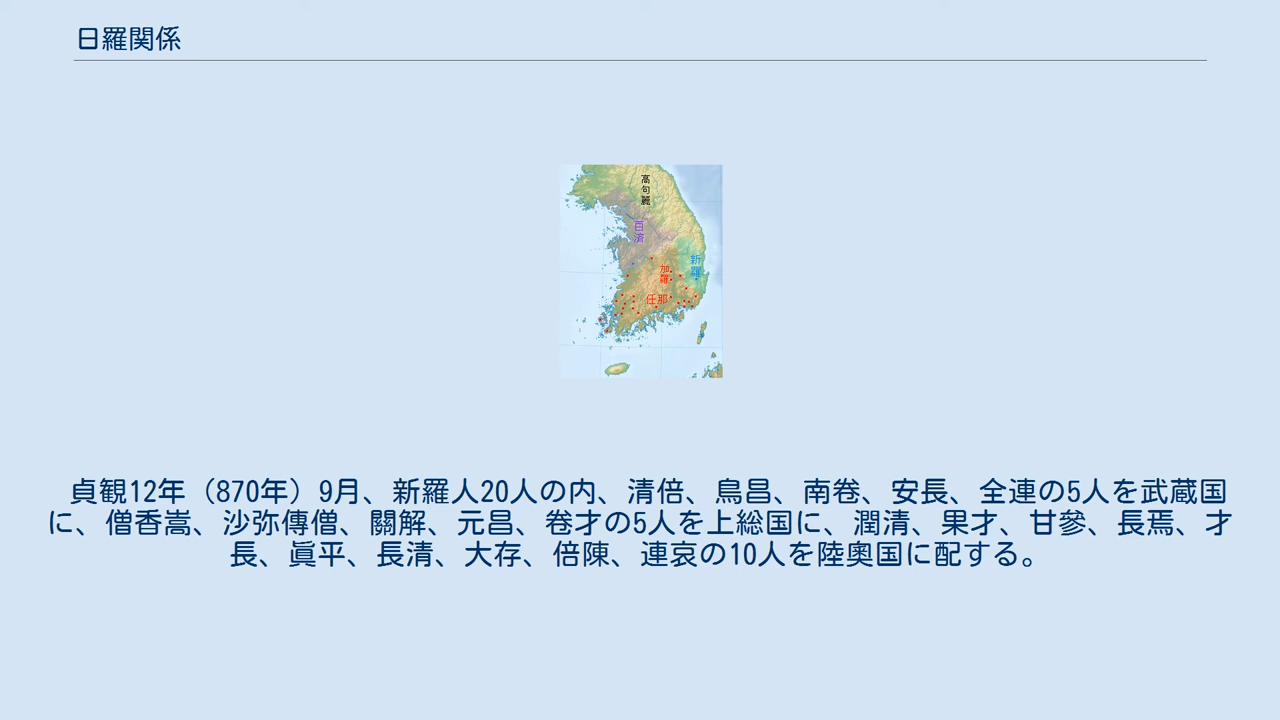 日羅関係
高句麗
百済
新羅
加羅
任那
貞観12年（870年）9月、新羅人20人の内、清倍、鳥昌、南卷、安長、全連の5人を武蔵国
に、僧香嵩、沙弥傳僧、關解、元昌、卷才の5人を上総国に、潤清、果才、甘參、長焉、才
長、眞平、長清、大存、倍陳、連哀の10人を陸奥国に配する。